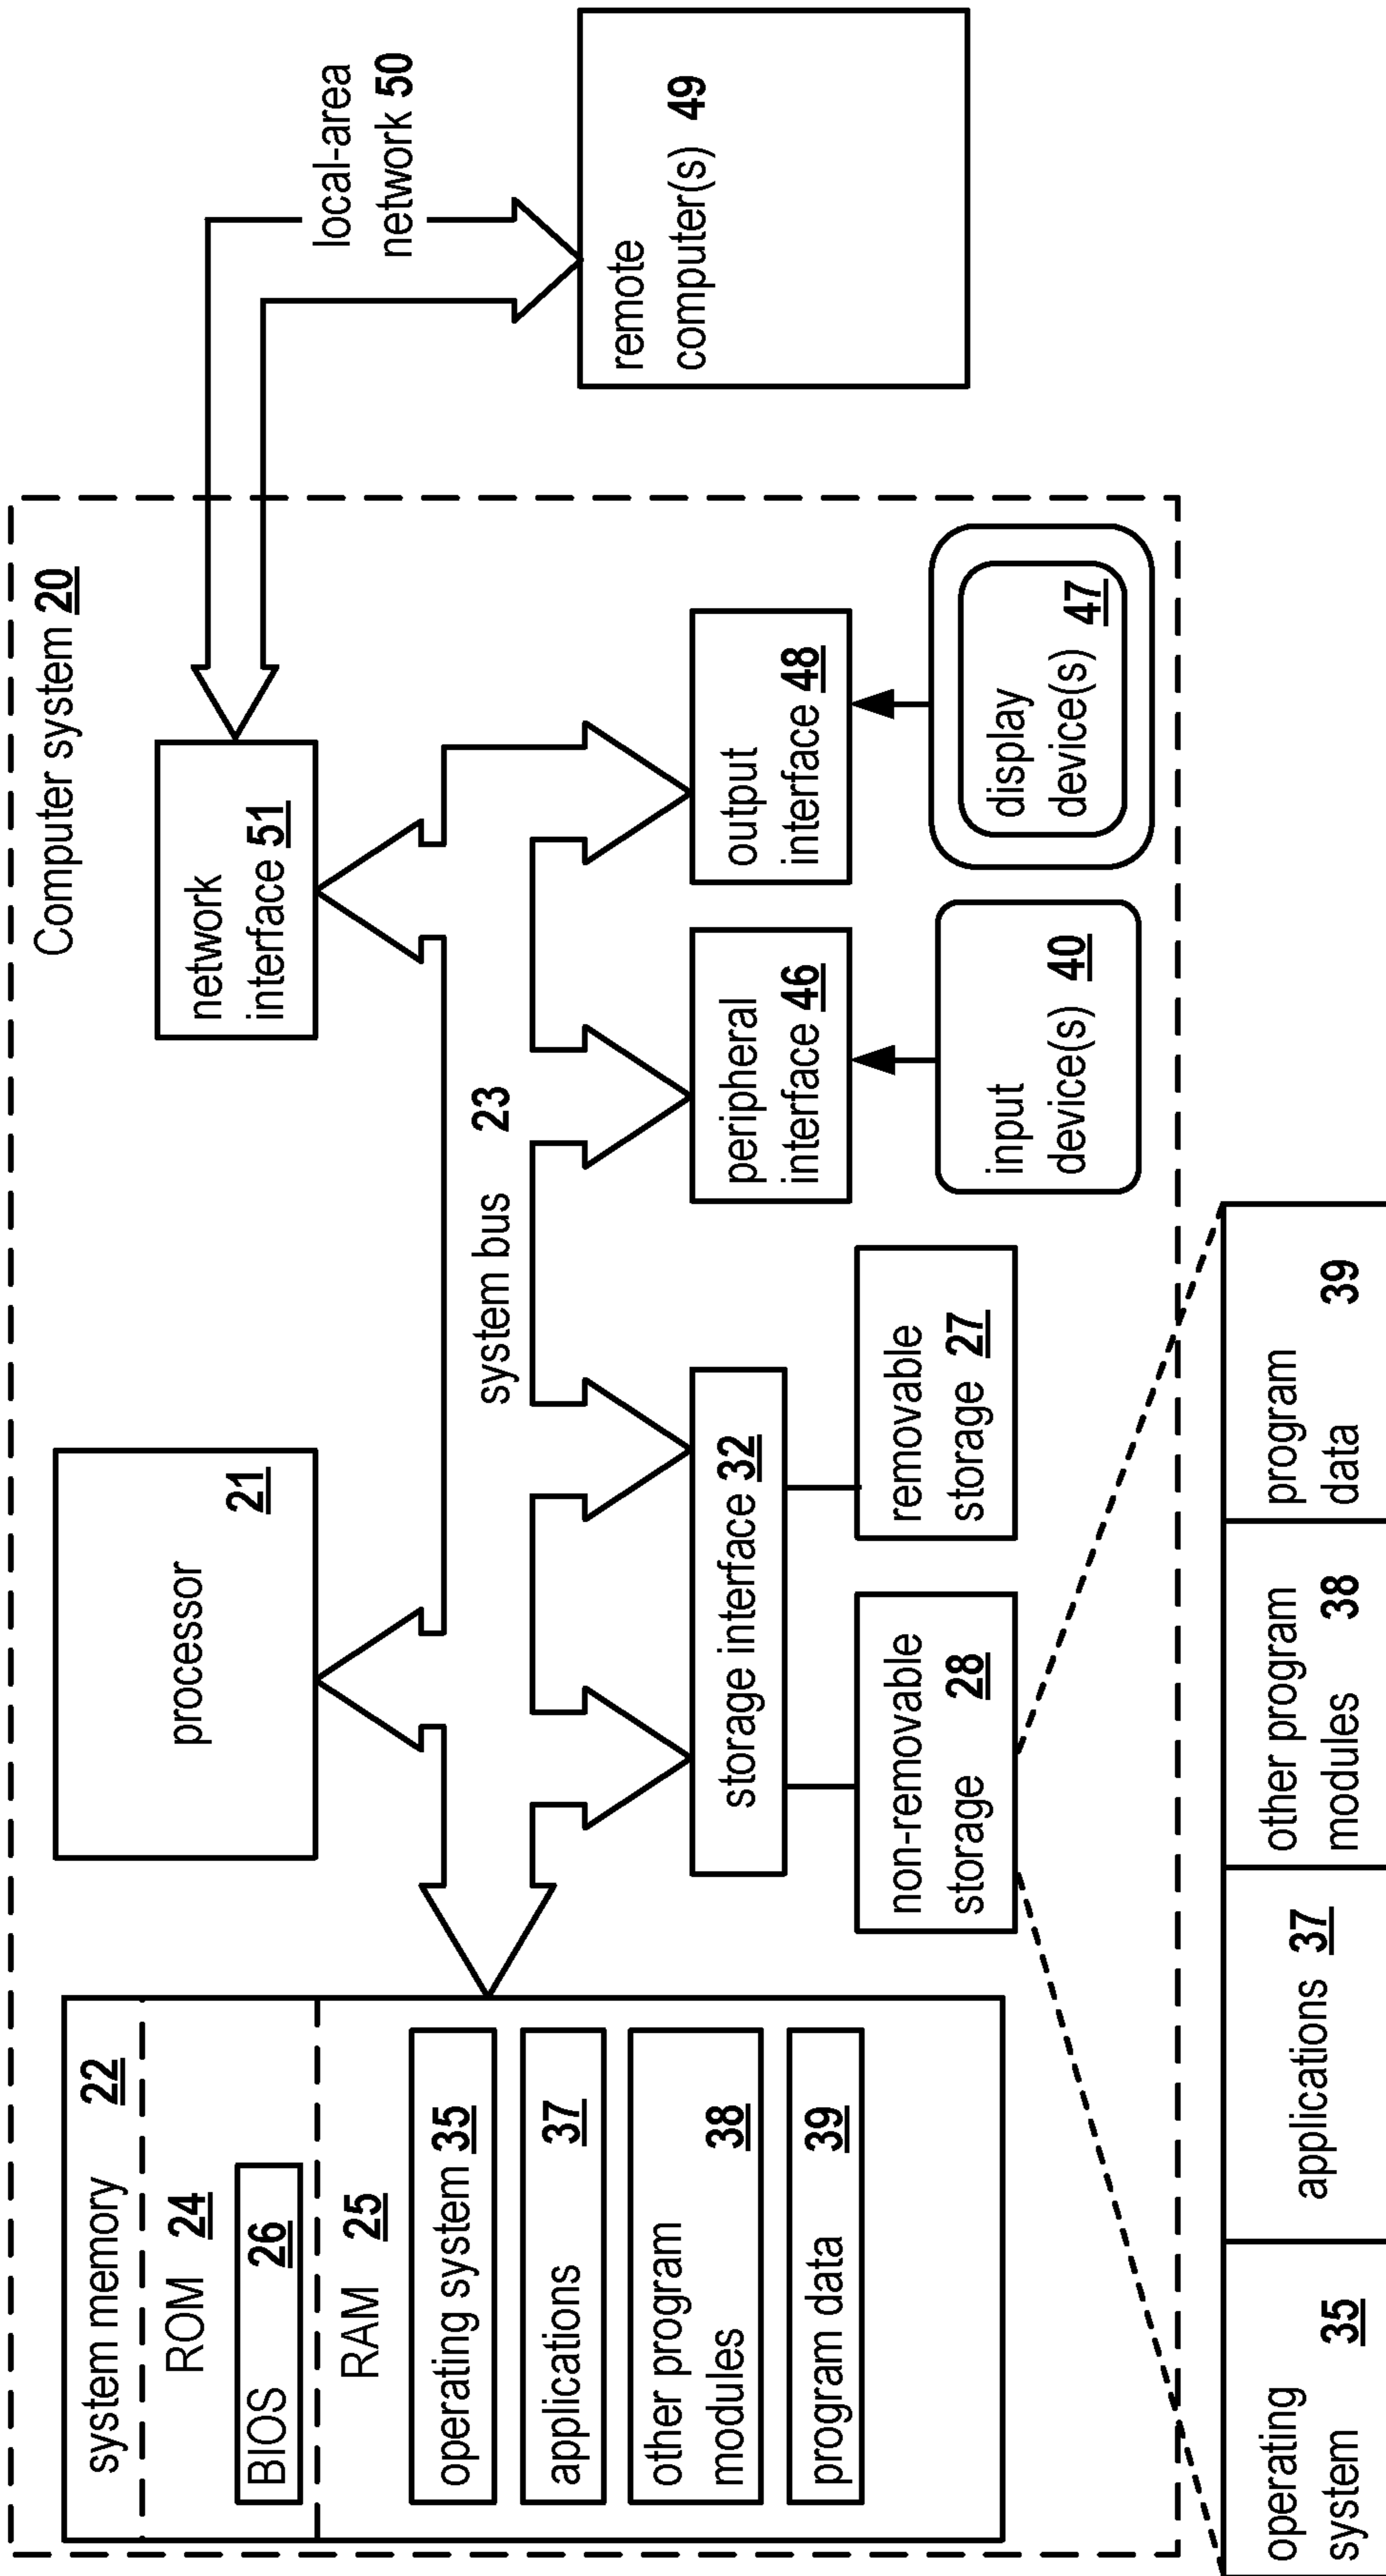 Computer system 20
system memory 22
ROM 24
BIOS 26
RAM 25
operating system 35
applications 37
other program
modules 38
program data 39
processor
21
network
interface 51
local-area
network 50
system bus 23
storage interface 32
peripheral
interface 46
output
interface 48
remote
computer(s) 49
non-removable
storage 28
removable
storage 27
input
device(s) 40
display
device(s) 47
operating
system 35
applications 37
other program
modules 38
program
data 39